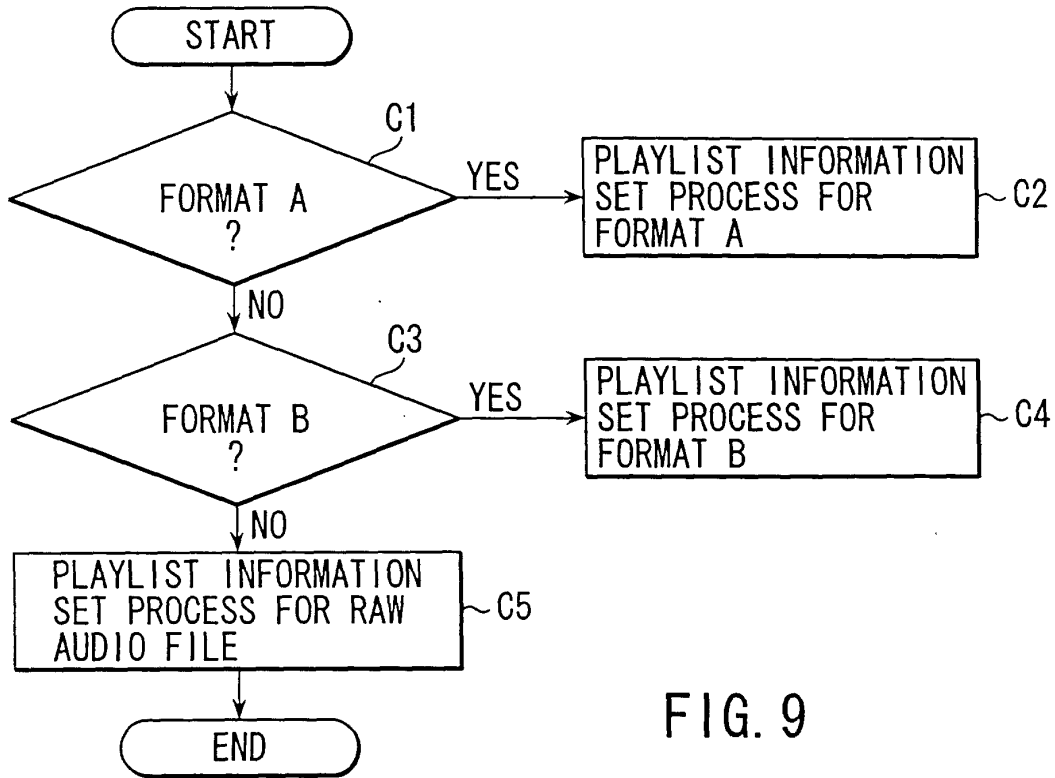 START
C1
FORMAT A
?
YES
PLAYLIST INFORMATION
SET PROCESS FOR
FORMAT A
C2
NO
C3
FORMAT B
?
YES
PLAYLIST INFORMATION
SET PROCESS FOR
FORMAT B
C4
NO
PLAYLIST INFORMATION
SET PROCESS FOR RAW
AUDIO FILE
C5
END
FIG. 9